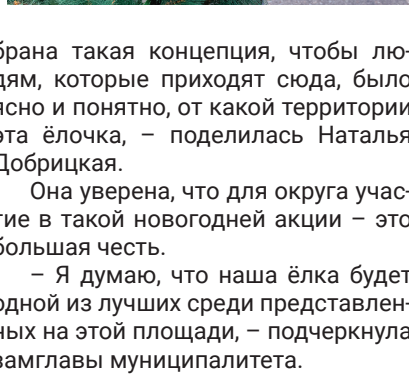 брана такая концепция, чтобы лю-
дям, которые приходят сюда, было
ясно и понятно, от какой территории
эта ёлочка, – поделилась Наталья
Добрицкая.
Она уверена, что для округа учас-
тие в такой новогодней акции – это
большая честь.
– Я думаю, что наша ёлка будет
одной из лучших среди представлен-
ных на этой площади, – подчеркнула
замглавы муниципалитета.